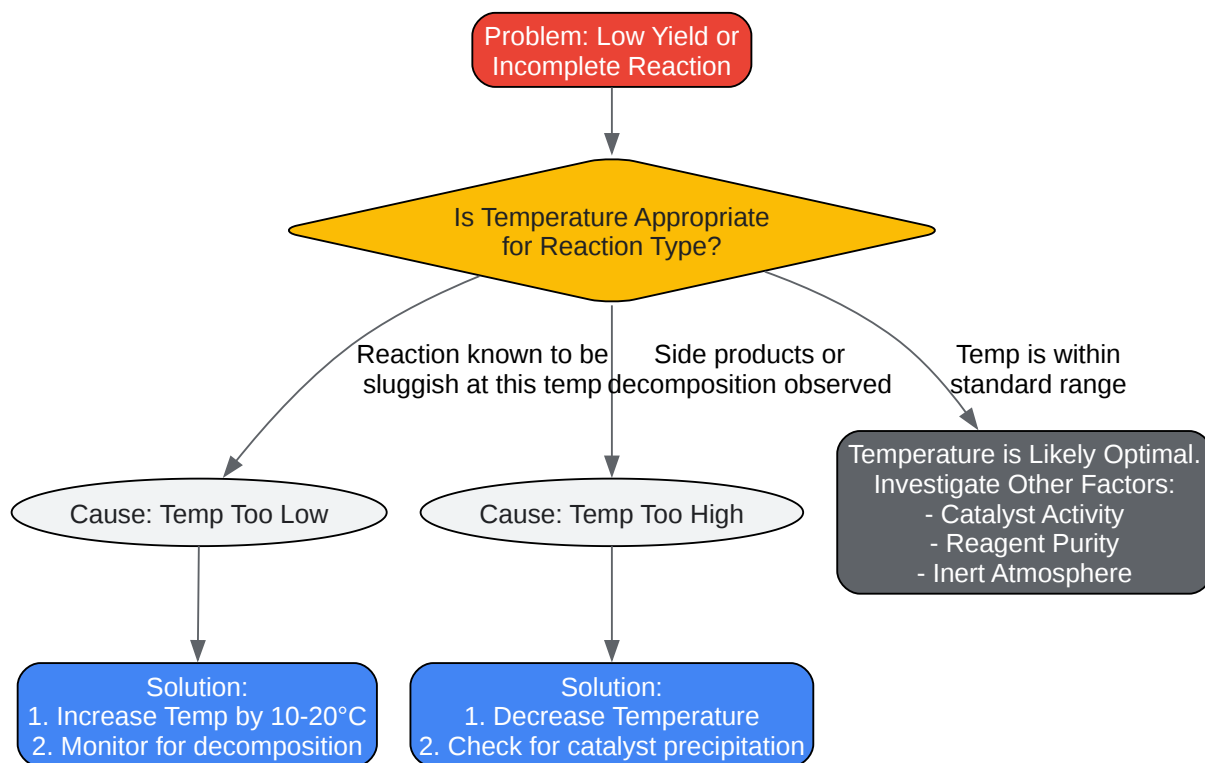 Problem: Low Yield or
Incomplete Reaction
Is Temperature Appropriate
for Reaction Type?
Reaction known to be
sluggish at this temp
Side products or
decomposition observed
Temp is within
standard range
Cause: Temp Too Low
Cause: Temp Too High
Temperature is Likely Optimal.
Investigate Other Factors:
- Catalyst Activity
- Reagent Purity
- Inert Atmosphere
Solution:
1. Increase Temp by 10-20°C
2. Monitor for decomposition
Solution:
1. Decrease Temperature
2. Check for catalyst precipitation